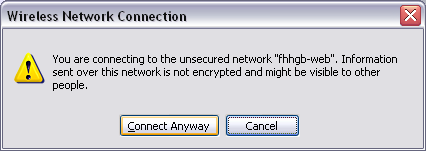 Wireless Network Connection
You are connecting to the unsecured network "fhhgb-web". Information
sent over this network is not encrypted and might be visible to other
people.
Connect Anyway
Cancel